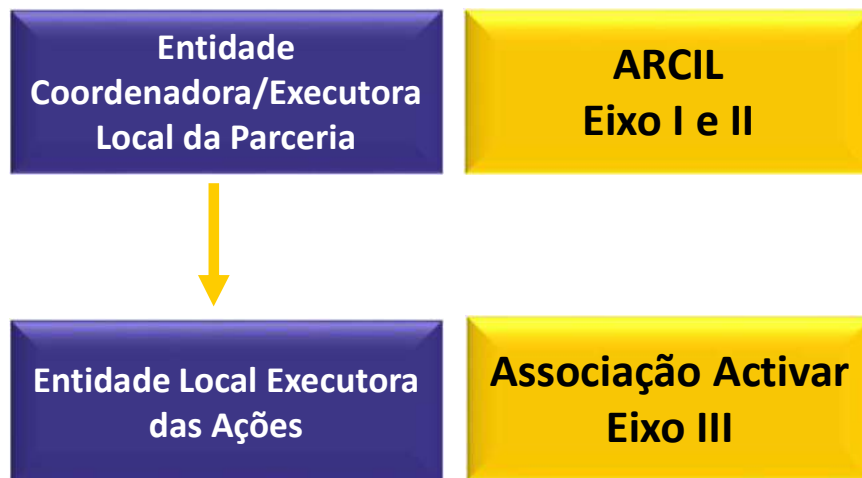 Entidade
Coordenadora/Executora
Local da Parceria
ARCIL
Eixo I e II
Entidade Local Executora
das Ações
Associação Activar
Eixo III